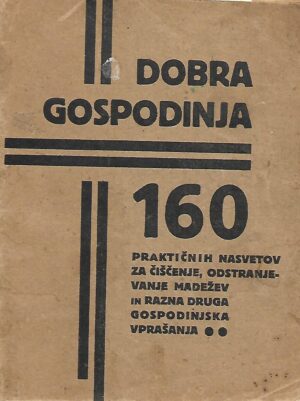 DOBRA
GOSPODINJA
160
PRAKTIČNIH NASVETOV
ZA ČIŠČENJE, ODSTRANJE-
VANJE MADEŽEV
IN RAZNA DRUGA
GOSPODINJSKA
VPRAŠANJA ●●